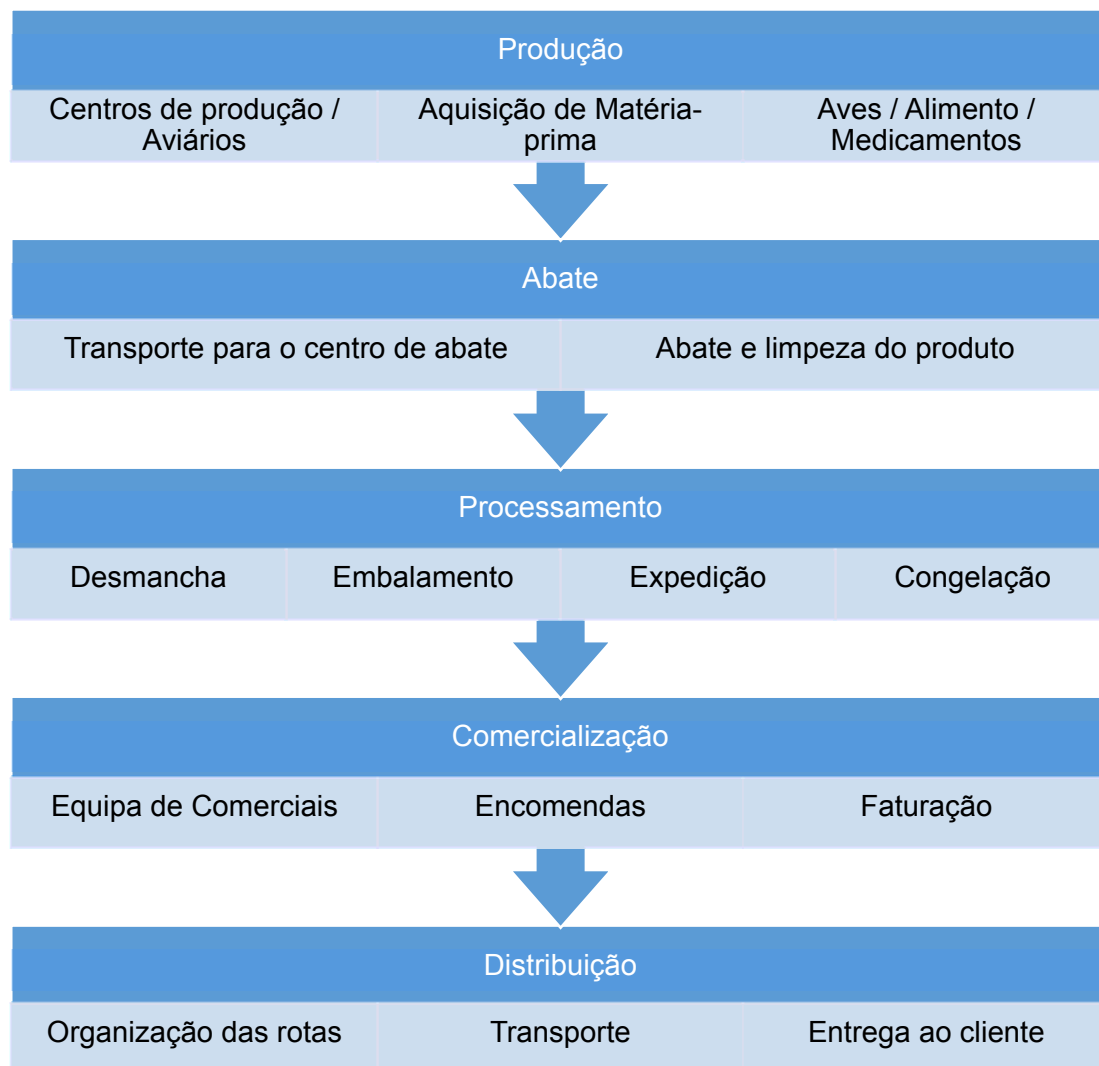 Produção
Centros de produção /
Aviários
Aquisição de Matéria-
prima
Aves / Alimento /
Medicamentos
Abate
Transporte para o centro de abate
Abate e limpeza do produto
Processamento
Desmancha
Embalamento
Expedição
Congelação
Comercialização
Equipa de Comerciais
Encomendas
Faturação
Distribuição
Organização das rotas
Transporte
Entrega ao cliente